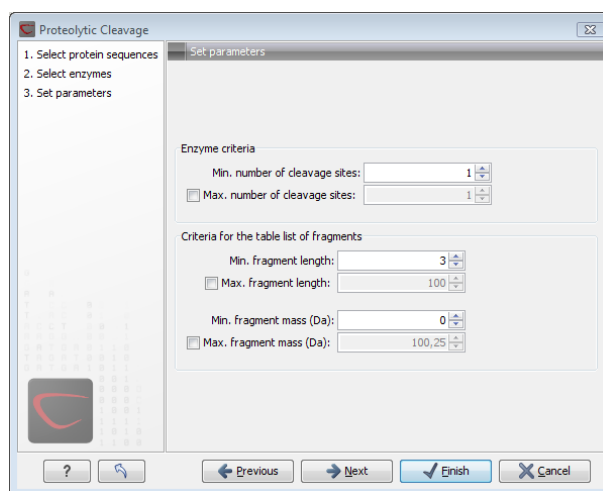 Proteolytic Cleavage
1. Select protein sequences
2. Select enzymes
3. Set parameters
Set parameters
Enzyme criteria
Min. number of cleavage sites: 1
Max. number of cleavage sites: 1
Criteria for the table list of fragments
Min. fragment length: 3
Max. fragment length: 100
Min. fragment mass (Da): 0
Max. fragment mass (Da): 100,25
? Previous Next Finish Cancel